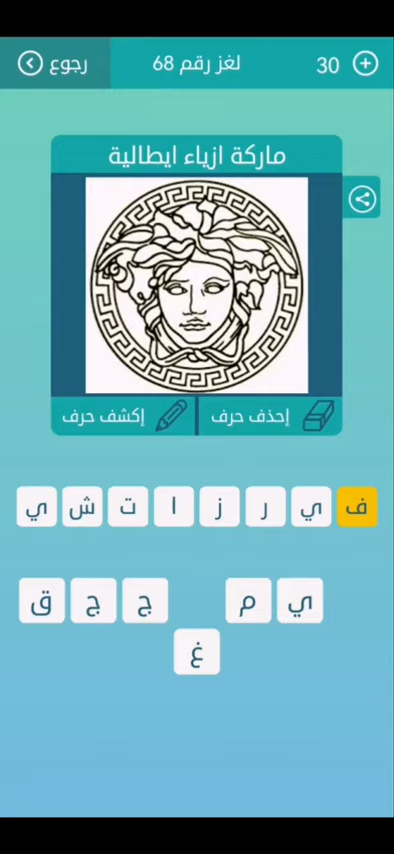 رجوع لغز رقم 68 30
ماركة ازياء ايطالية
إحذف حرف إكشف حرف
ف ي ر ز ا ت ش ي
ي م ج ج ق
غ